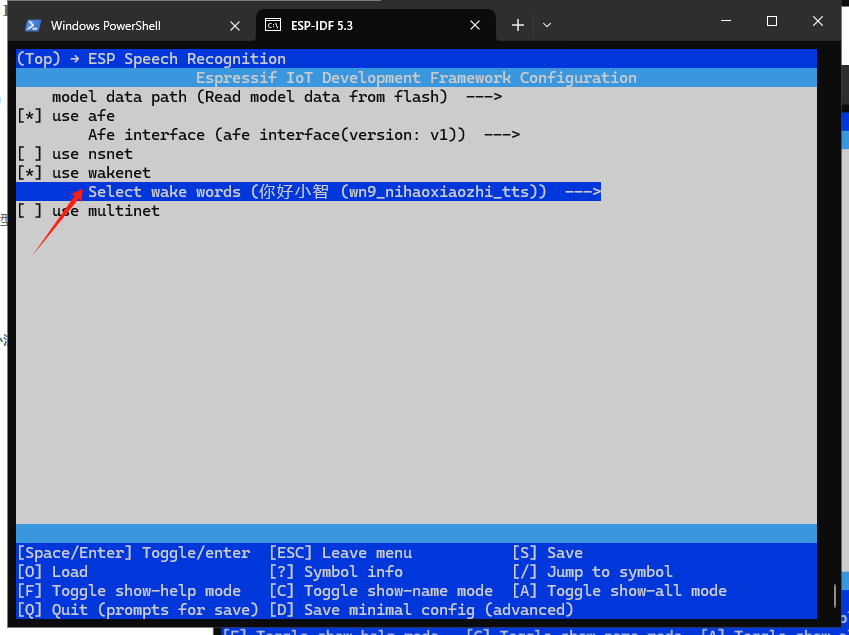 Windows PowerShell
ESP-IDF 5.3
(Top) → ESP Speech Recognition
Espressif IoT Development Framework Configuration
model data path (Read model data from flash)  --->
[*] use afe
Afe interface (afe interface(version: v1))  --->
[ ] use nsnet
[*] use wakenet
Select wake words (你好小智 (wn9_nihaoxiaozhi_tts))  --->
[ ] use multinet
[Space/Enter] Toggle/enter  [ESC] Leave menu  [S] Save
[O] Load  [?] Symbol info  [/] Jump to symbol
[F] Toggle show-help mode  [C] Toggle show-name mode  [A] Toggle show-all mode
[Q] Quit (prompts for save)  [D] Save minimal config (advanced)